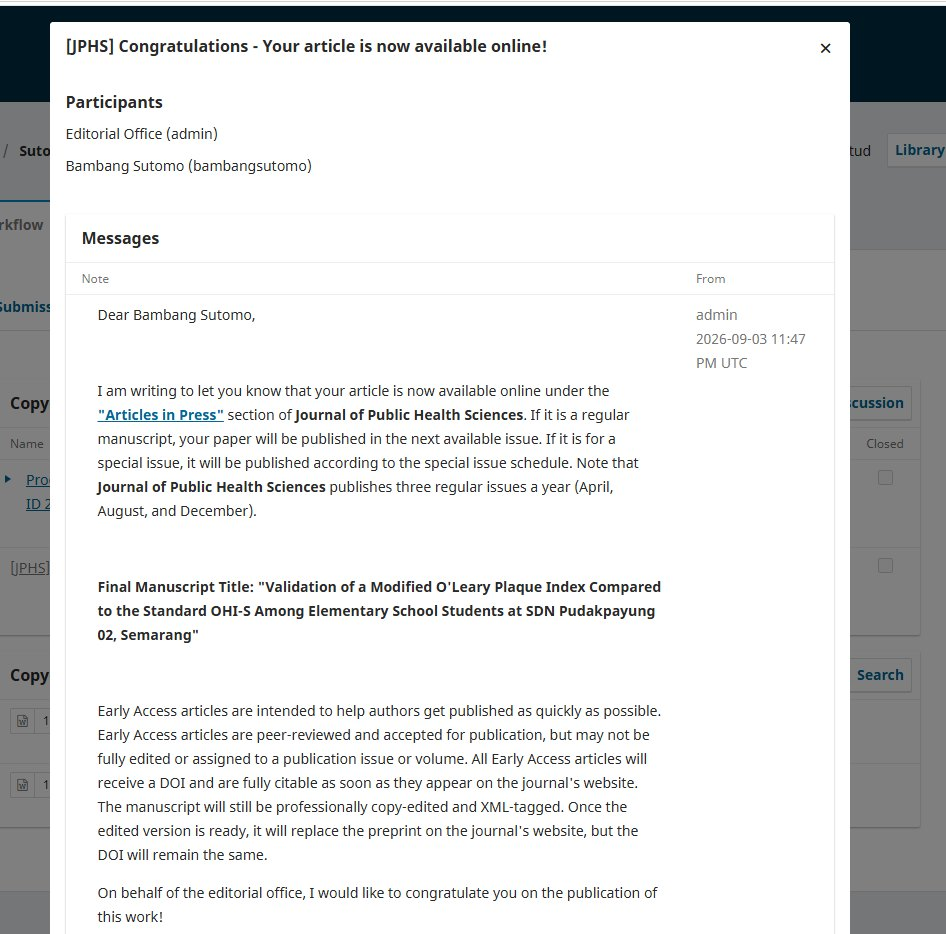 [JPHS] Congratulations - Your article is now available online!
×
Participants
Editorial Office (admin)
Bambang Sutomo (bambangsutomo)
Messages
Note
From
Dear Bambang Sutomo,
admin
2026-09-03 11:47
PM UTC
I am writing to let you know that your article is now available online under the
"Articles in Press" section of Journal of Public Health Sciences. If it is a regular
manuscript, your paper will be published in the next available issue. If it is for a
special issue, it will be published according to the special issue schedule. Note that
Journal of Public Health Sciences publishes three regular issues a year (April,
August, and December).
Final Manuscript Title: "Validation of a Modified O'Leary Plaque Index Compared
to the Standard OHI-S Among Elementary School Students at SDN Pudakpayung
02, Semarang"
Early Access articles are intended to help authors get published as quickly as possible.
Early Access articles are peer-reviewed and accepted for publication, but may not be
fully edited or assigned to a publication issue or volume. All Early Access articles will
receive a DOI and are fully citable as soon as they appear on the journal's website.
The manuscript will still be professionally copy-edited and XML-tagged. Once the
edited version is ready, it will replace the preprint on the journal's website, but the
DOI will remain the same.
On behalf of the editorial office, I would like to congratulate you on the publication of
this work!
/ Suto
tud
Library
rkflow
Submiss
Copy
scussion
Name
Closed
Pro
ID 2
[JPHS]
Copy
Search
1
1